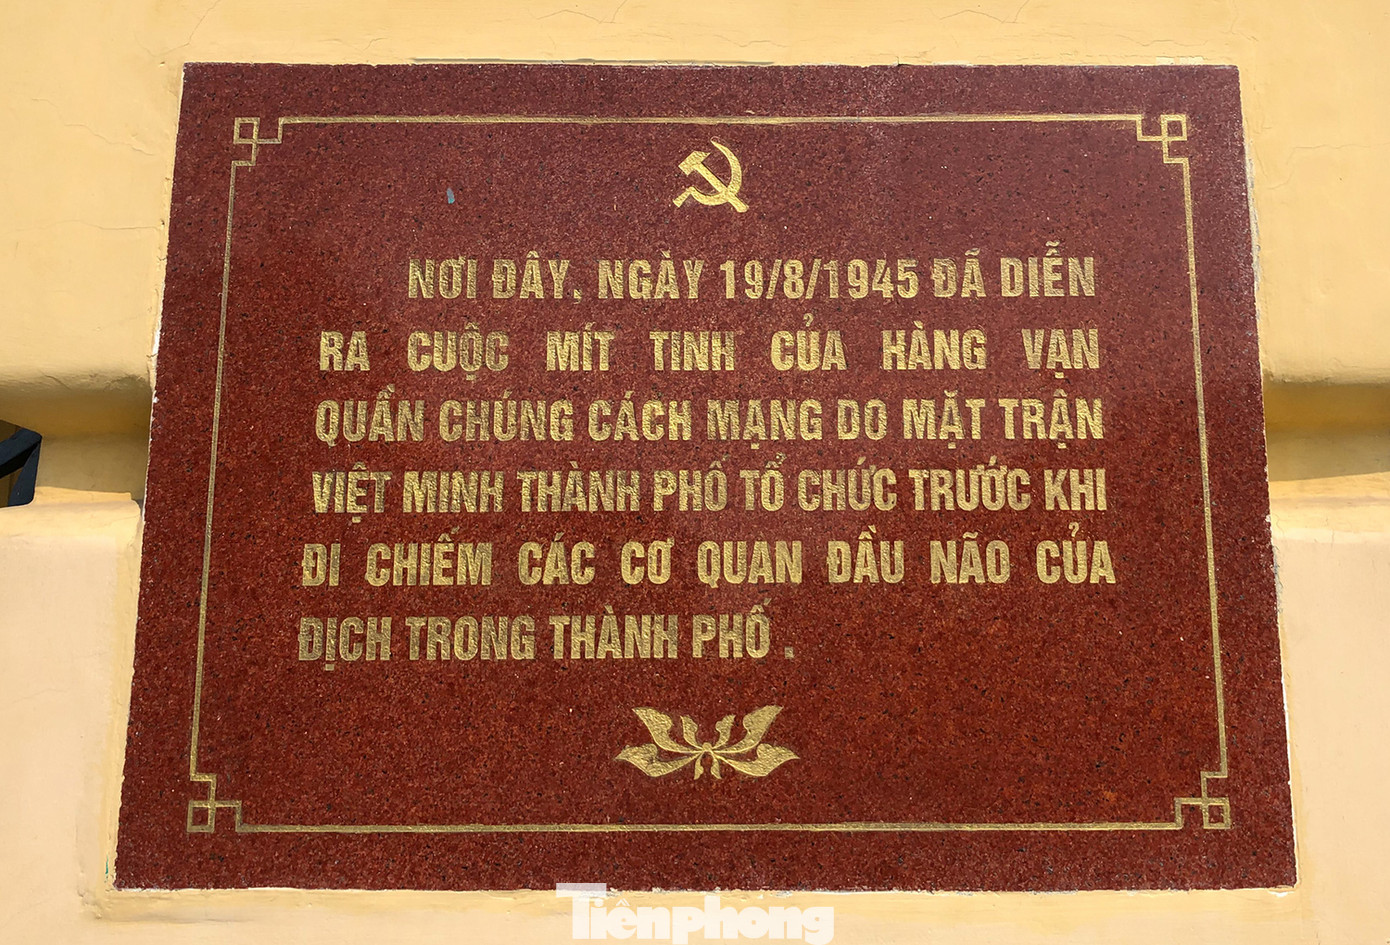 NƠI ĐÂY, NGÀY 19/8/1945 ĐÃ DIỄN
RA CUỘC MÍT TINH CỦA HÀNG VẠN
QUẦN CHÚNG CÁCH MẠNG DO MẶT TRẬN
VIỆT MINH THÀNH PHỐ TỔ CHỨC TRƯỚC KHI
ĐI CHIẾM CÁC CƠ QUAN ĐẦU NÃO CỦA
ĐỊCH TRONG THÀNH PHỐ .
Tiênphong